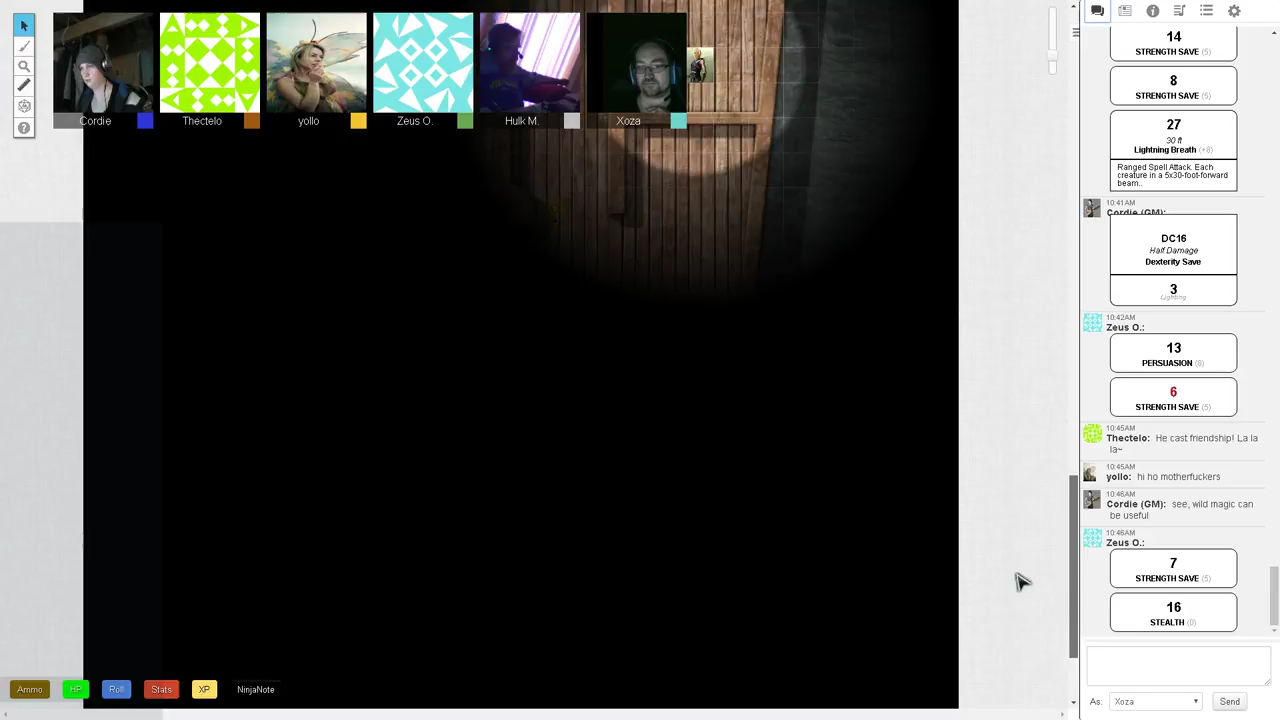 Cordie
Thectelo
yollo
Zeus O.
Hulk M.
Xoza
14
STRENGTH SAVE (5)
8
STRENGTH SAVE (5)
27
30 ft
Lightning Breath (+8)
Ranged Spell Attack. Each
creature in a 5x30-foot-forward
beam..
10:41AM
Cordie (GM):
DC16
Half Damage
Dexterity Save
3
Lighting
10:42AM
Zeus O.:
13
PERSUASION (8)
6
STRENGTH SAVE (5)
10:45AM
Thectelo: He cast friendship! La la
la~
10:45AM
yollo: hi ho motherfuckers
10:46AM
Cordie (GM): see, wild magic can
be useful
10:46AM
Zeus O.:
7
STRENGTH SAVE (5)
16
STEALTH (0)
As: Xoza Send
Ammo HP Roll Stats XP NinjaNote